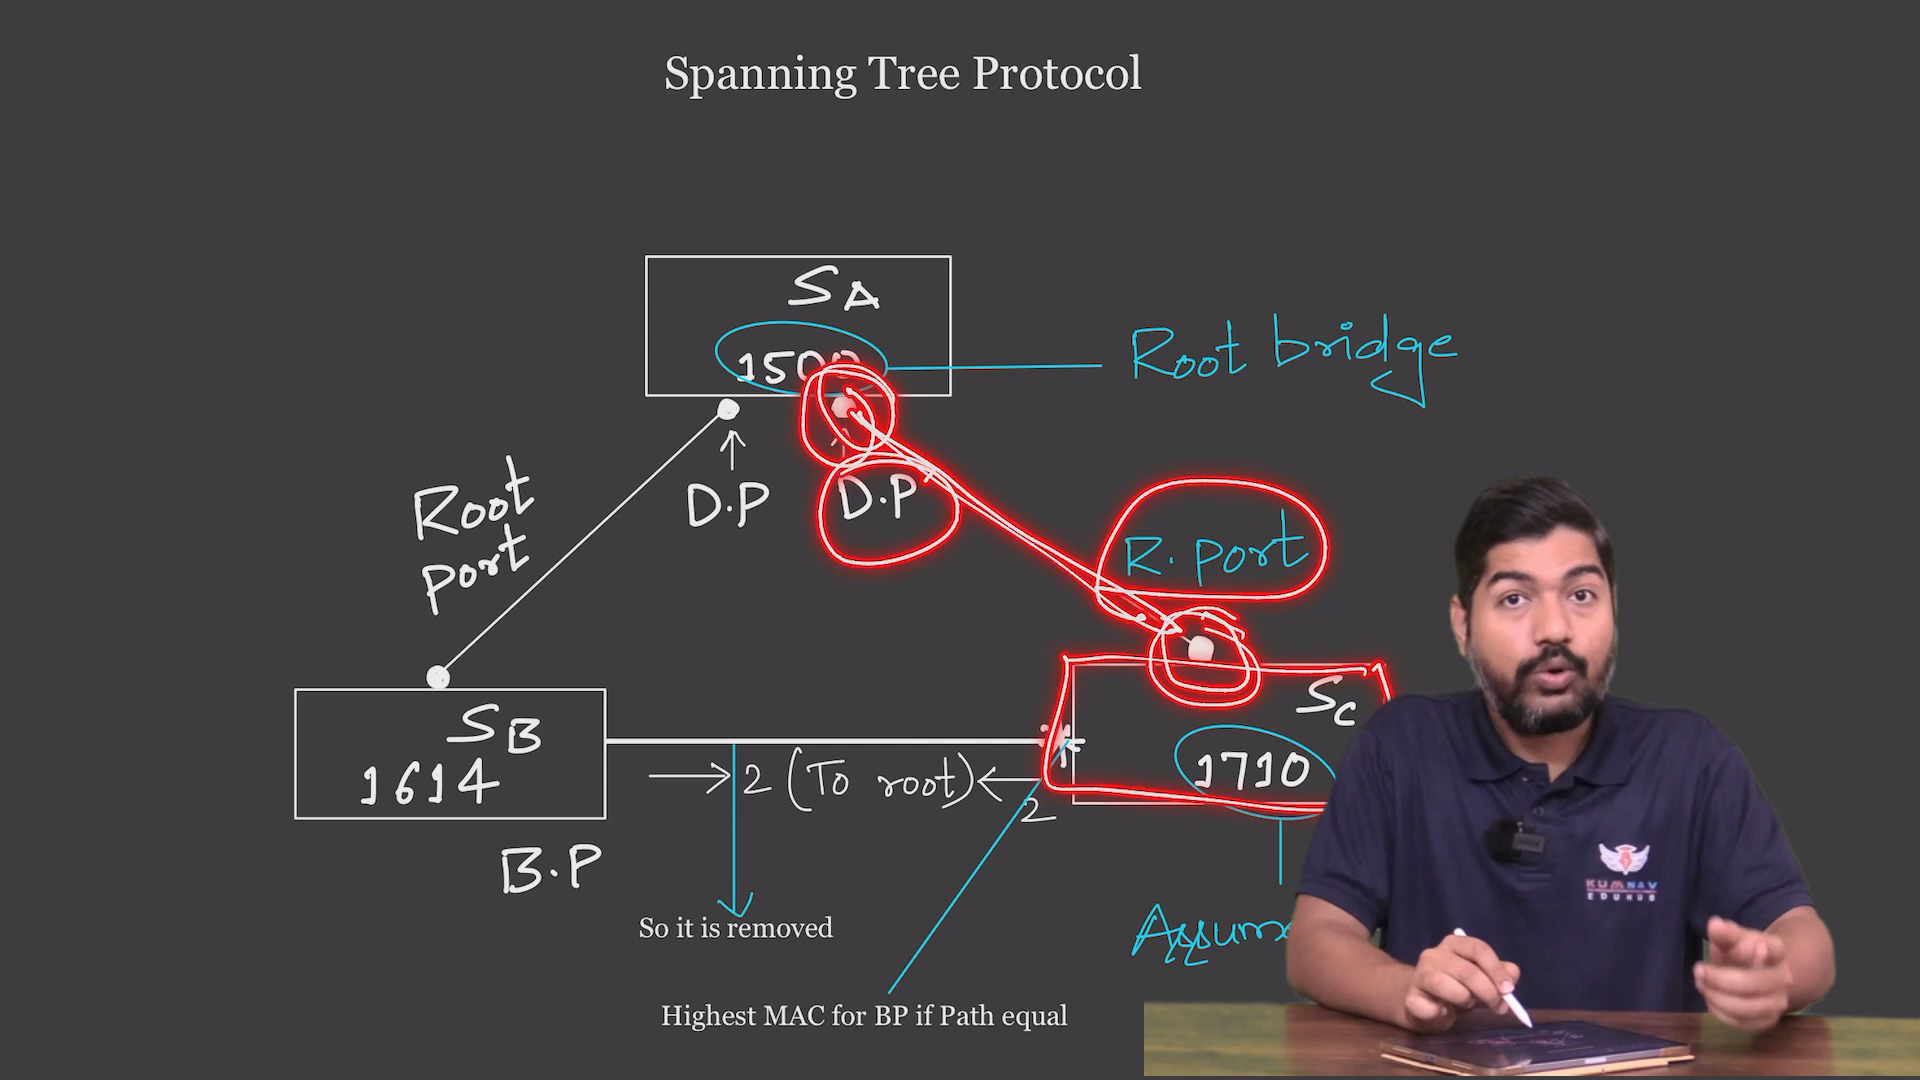 Spanning Tree Protocol
SA
1500
Root bridge
Root
port
D.P
D.P
R. port
SB
1614
2 (To root)
2
SC
1710
B.P
So it is removed
Assume
Highest MAC for BP if Path equal
KUMNAV
EDUHUB